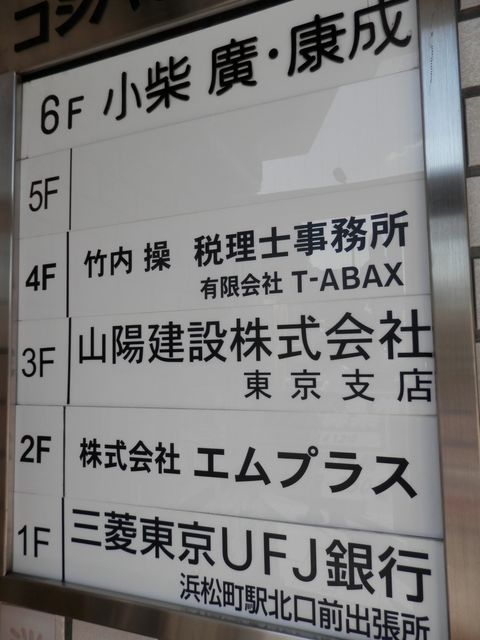 6F 小柴 廣・康成
5F
4F 竹内 操 税理士事務所
有限会社 T-ABAX
3F 山陽建設株式会社
東京支店
2F 株式会社 エムプラス
1F 三菱東京UFJ銀行
浜松町駅北口前出張所